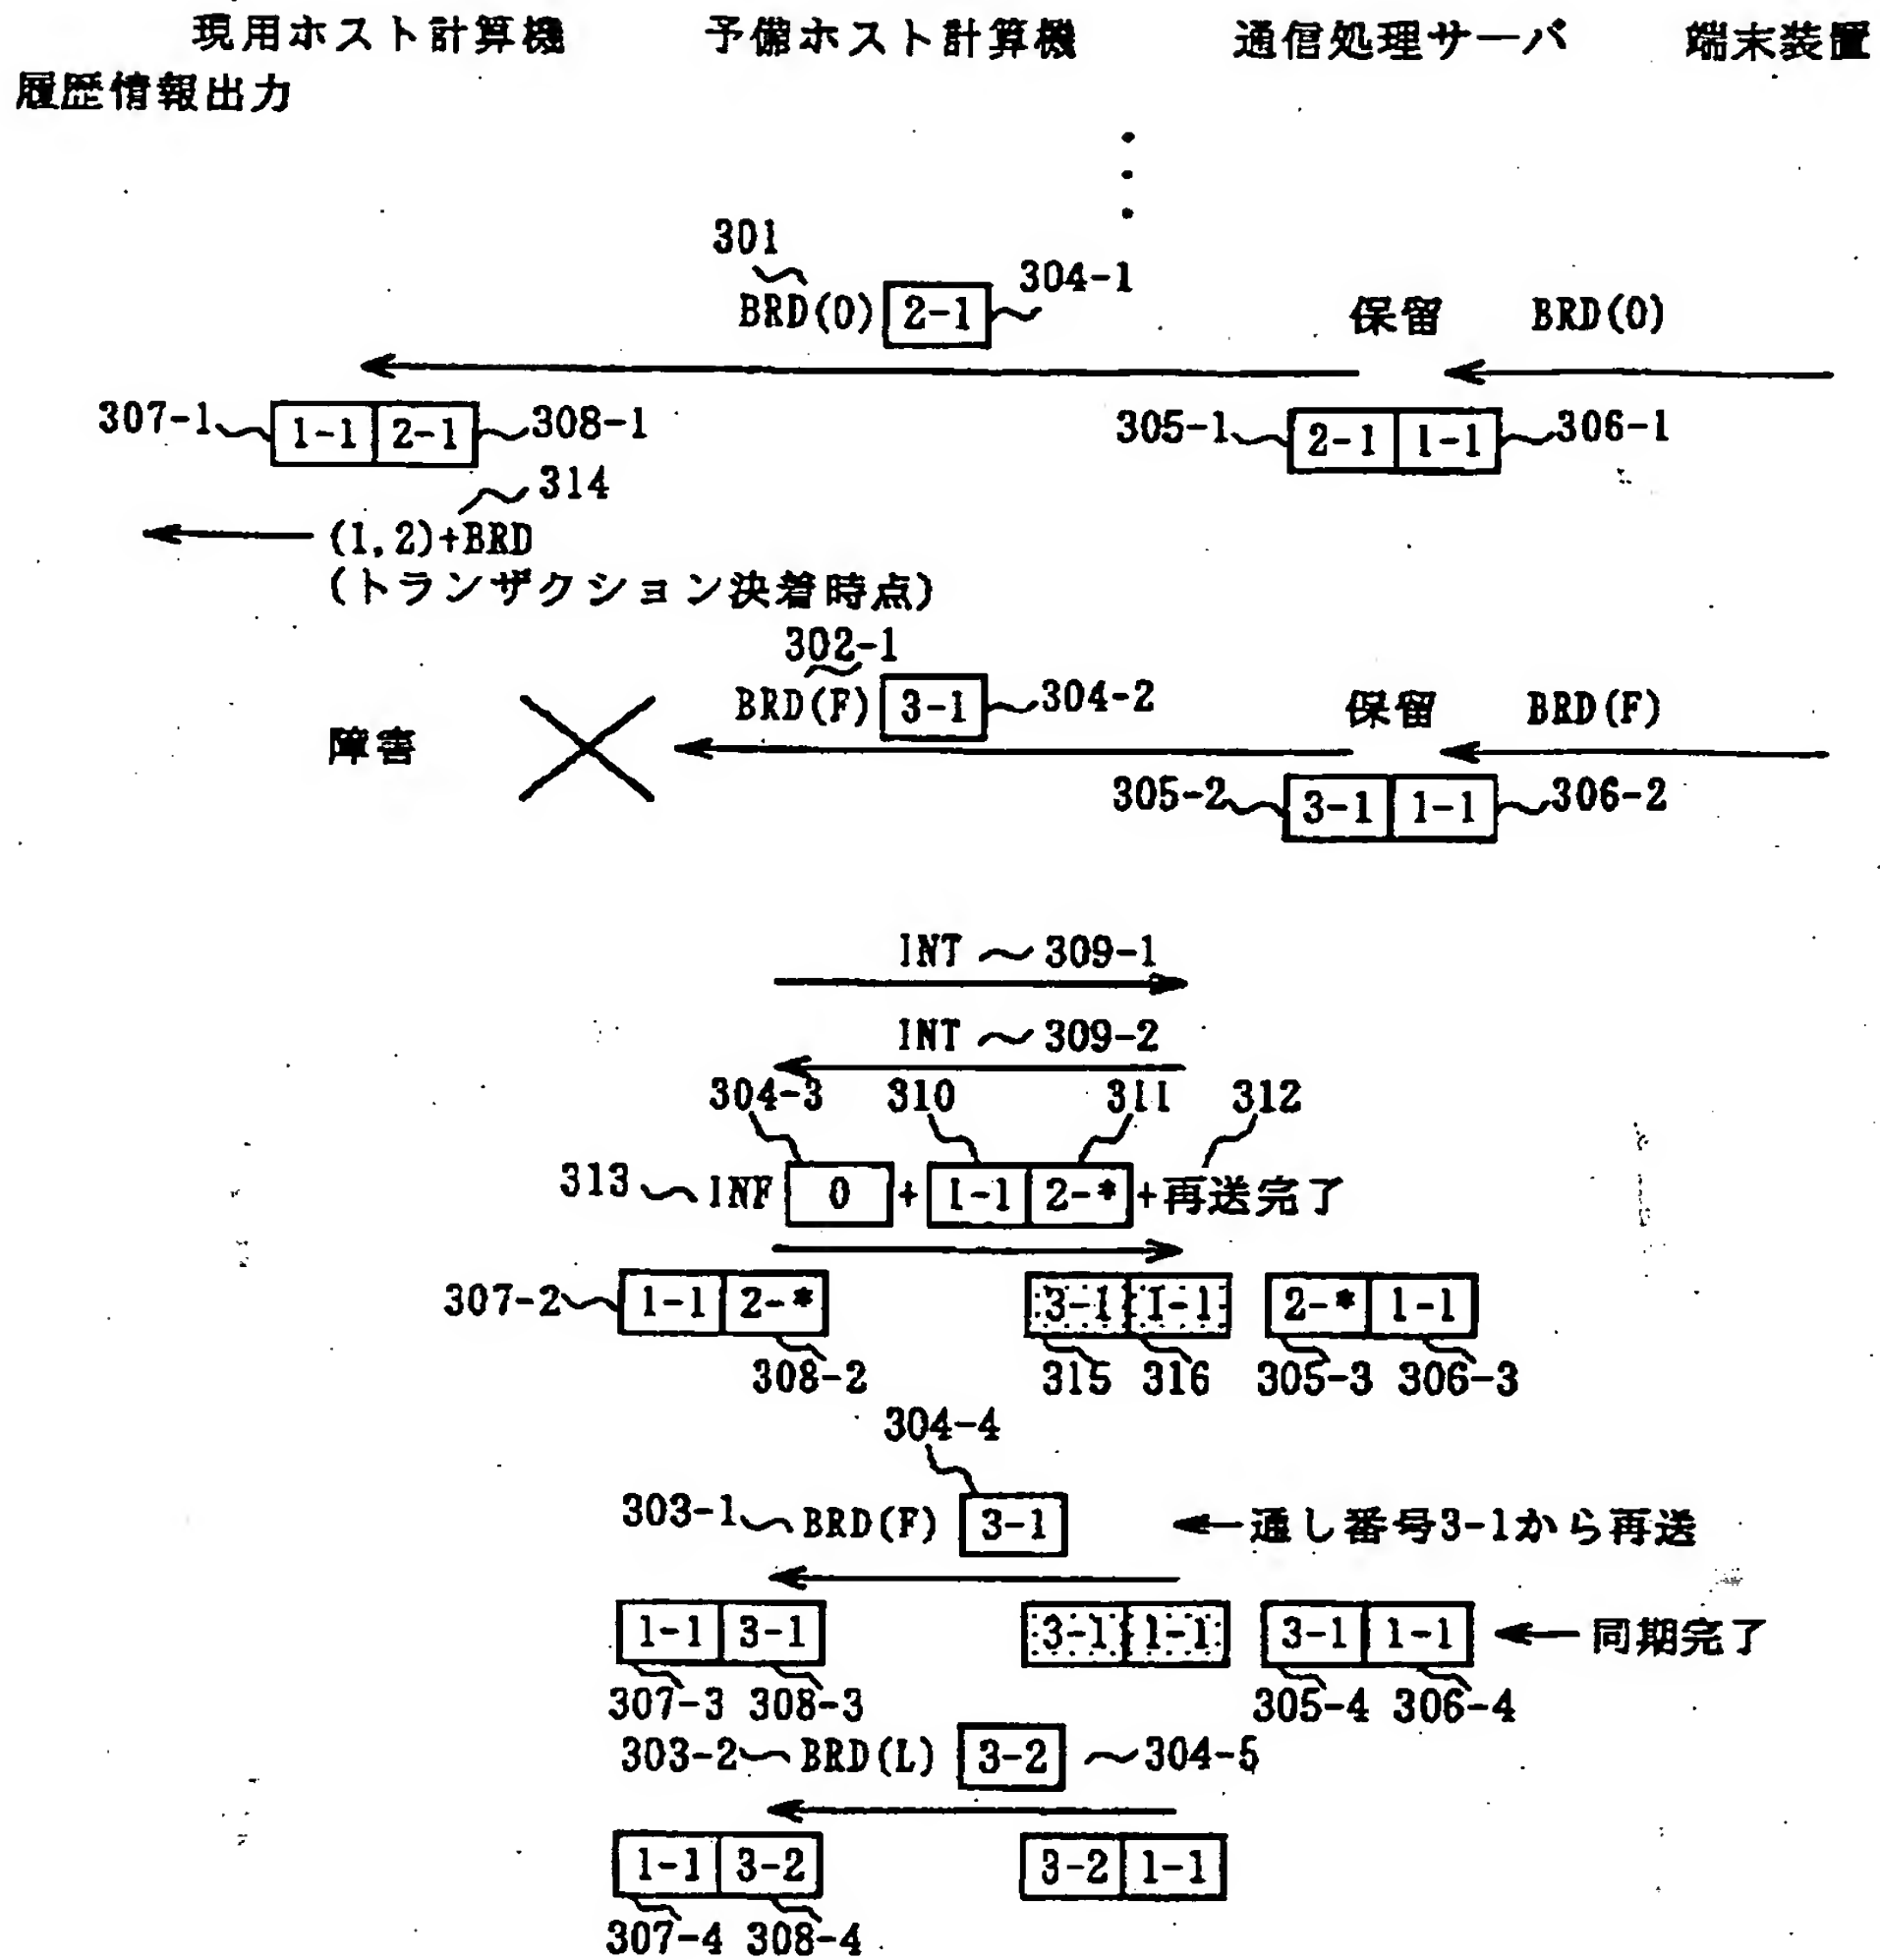 現用ホスト計算機 予備ホスト計算機 通信処理サーバ 端末装置
履歴情報出力
301
304-1
BRD(O) 2-1 保留 BRD(O)
307-1 1-1 2-1 308-1 305-1 2-1 1-1 306-1
314
(1,2)+BRD
(トランザクション決着時点)
302-1
BRD(F) 3-1 304-2 保留 BRD(F)
障害
305-2 3-1 1-1 306-2
INT 309-1
INT 309-2
304-3 310 311 312
313 INF 0 + 1-1 2-* +再送完了
307-2 1-1 2-* 3-1 1-1 2-* 1-1
308-2 315 316 305-3 306-3
304-4
303-1 BRD(F) 3-1 ←通し番号3-1から再送
1-1 3-1 3-1 1-1 3-1 1-1 ←同期完了
307-3 308-3 305-4 306-4
303-2 BRD(L) 3-2 304-5
1-1 3-2 3-2 1-1
307-4 308-4